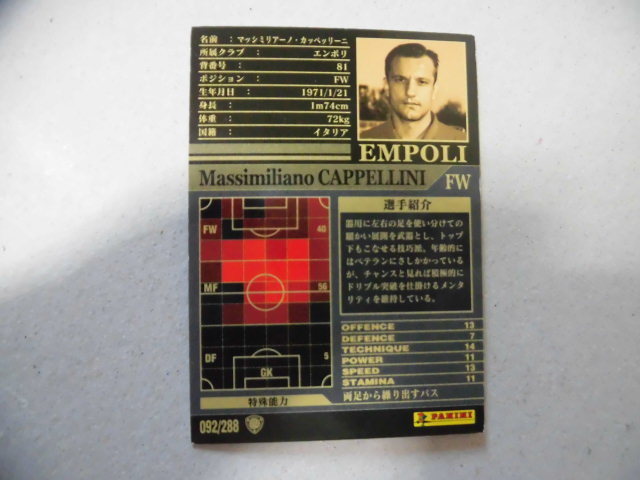 名前 : マッシミリアーノ・カッペッリーニ
所属クラブ : エンポリ
背番号 : 81
ポジション : FW
生年月日 : 1971/1/21
身長 : 1m74cm
体重 : 72kg
国籍 : イタリア
EMPOLI
Massimiliano CAPPELLINI FW
FW 40
MF 56
DF 5
GK
選手紹介
器用に左右の足を使い分けての
細かい展開を武器とし、トップ
下もこなせる技巧派。年齢的に
はベテランにさしかかっている
が、チャンスと見れば積極的に
ドリブル突破を仕掛けるメンタ
リティを維持している。
OFFENCE 13
DEFENCE 7
TECHNIQUE 14
POWER 11
SPEED 13
STAMINA 11
特殊能力 両足から繰り出すパス
092/288
PANINI